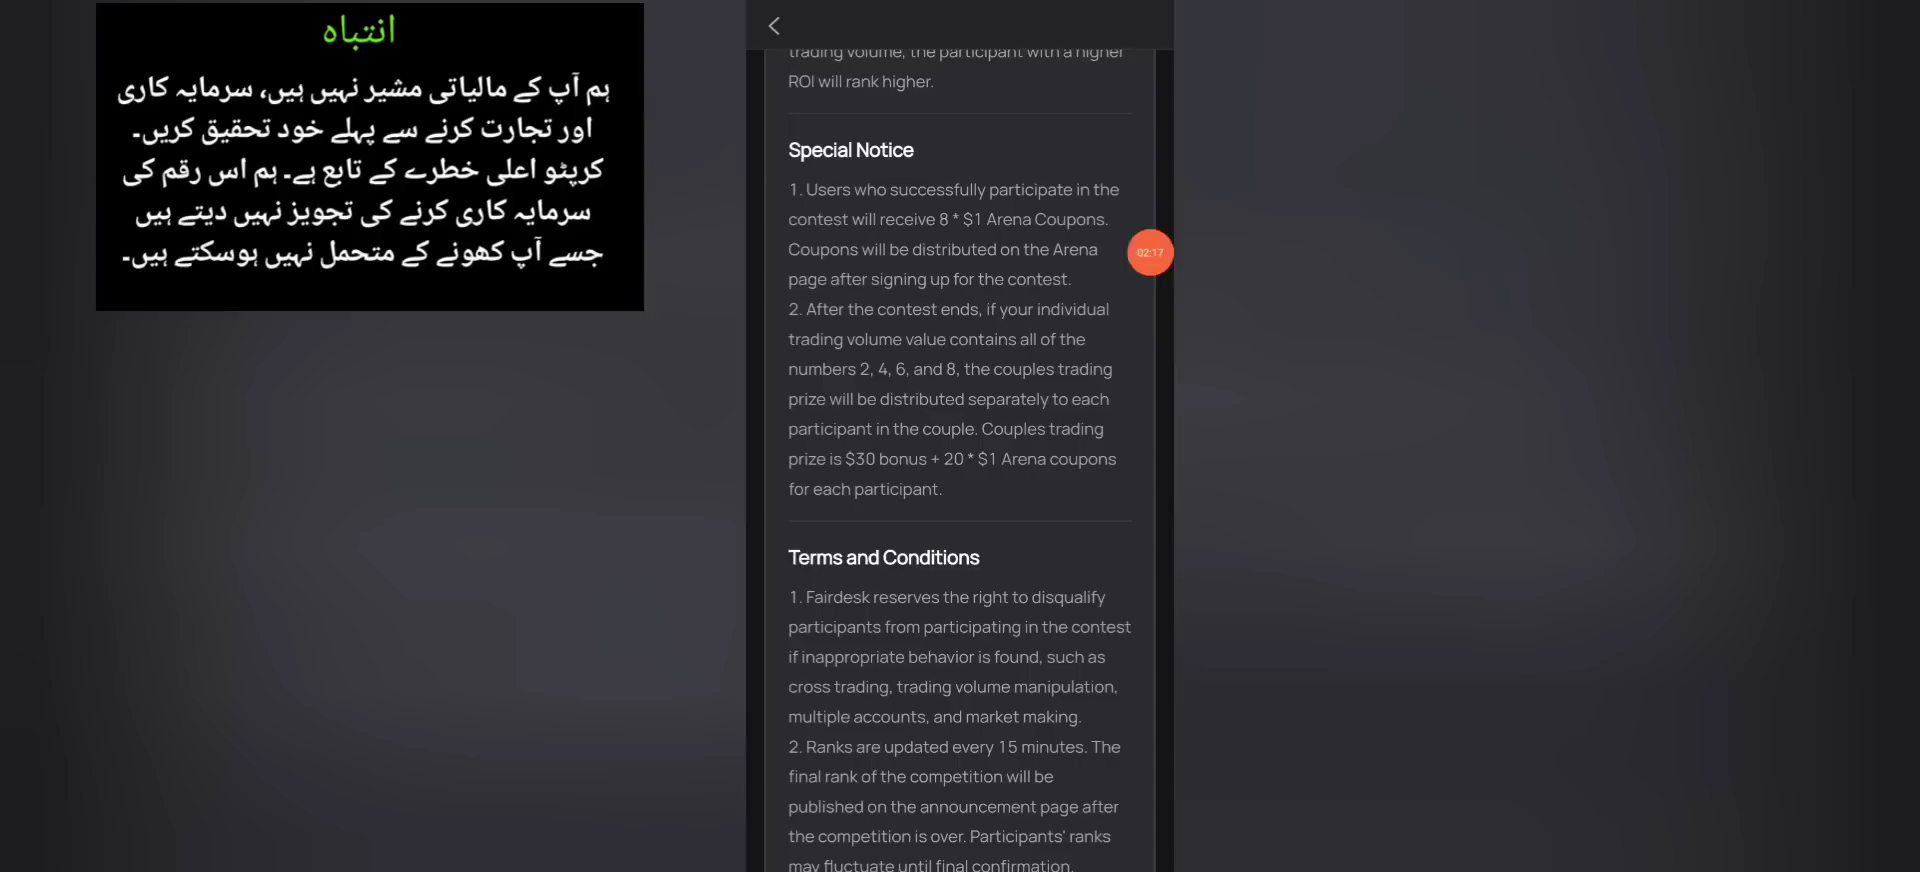 انتباہ
ہم آپ کے مالیاتی مشیر نہیں ہیں، سرمایہ کاری
اور تجارت کرنے سے پہلے خود تحقیق کریں۔
کرپٹو اعلی خطرے کے تابع ہے۔ ہم اس رقم کی
سرمایہ کاری کرنے کی تجویز نہیں دیتے ہیں
جسے آپ کھونے کے متحمل نہیں ہوسکتے ہیں۔
trading volume, the participant with a higher
ROI will rank higher.
Special Notice
1. Users who successfully participate in the
contest will receive 8 * $1 Arena Coupons.
Coupons will be distributed on the Arena
page after signing up for the contest.
2. After the contest ends, if your individual
trading volume value contains all of the
numbers 2, 4, 6, and 8, the couples trading
prize will be distributed separately to each
participant in the couple. Couples trading
prize is $30 bonus + 20 * $1 Arena coupons
for each participant.
02:17
Terms and Conditions
1. Fairdesk reserves the right to disqualify
participants from participating in the contest
if inappropriate behavior is found, such as
cross trading, trading volume manipulation,
multiple accounts, and market making.
2. Ranks are updated every 15 minutes. The
final rank of the competition will be
published on the announcement page after
the competition is over. Participants' ranks
may fluctuate until final confirmation.